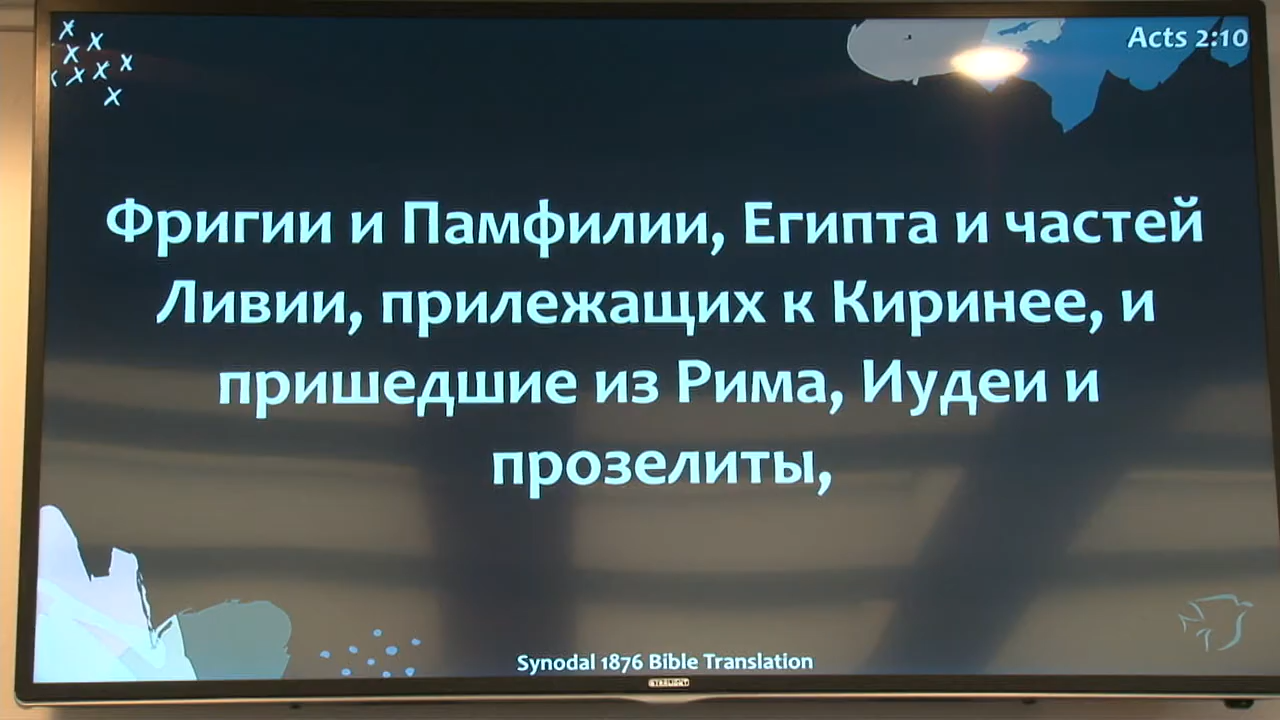 Acts 2:10
Фригии и Памфилии, Египта и частей
Ливии, прилежащих к Киринее, и
пришедшие из Рима, Иудеи и
прозелиты,
Synodal 1876 Bible Translation